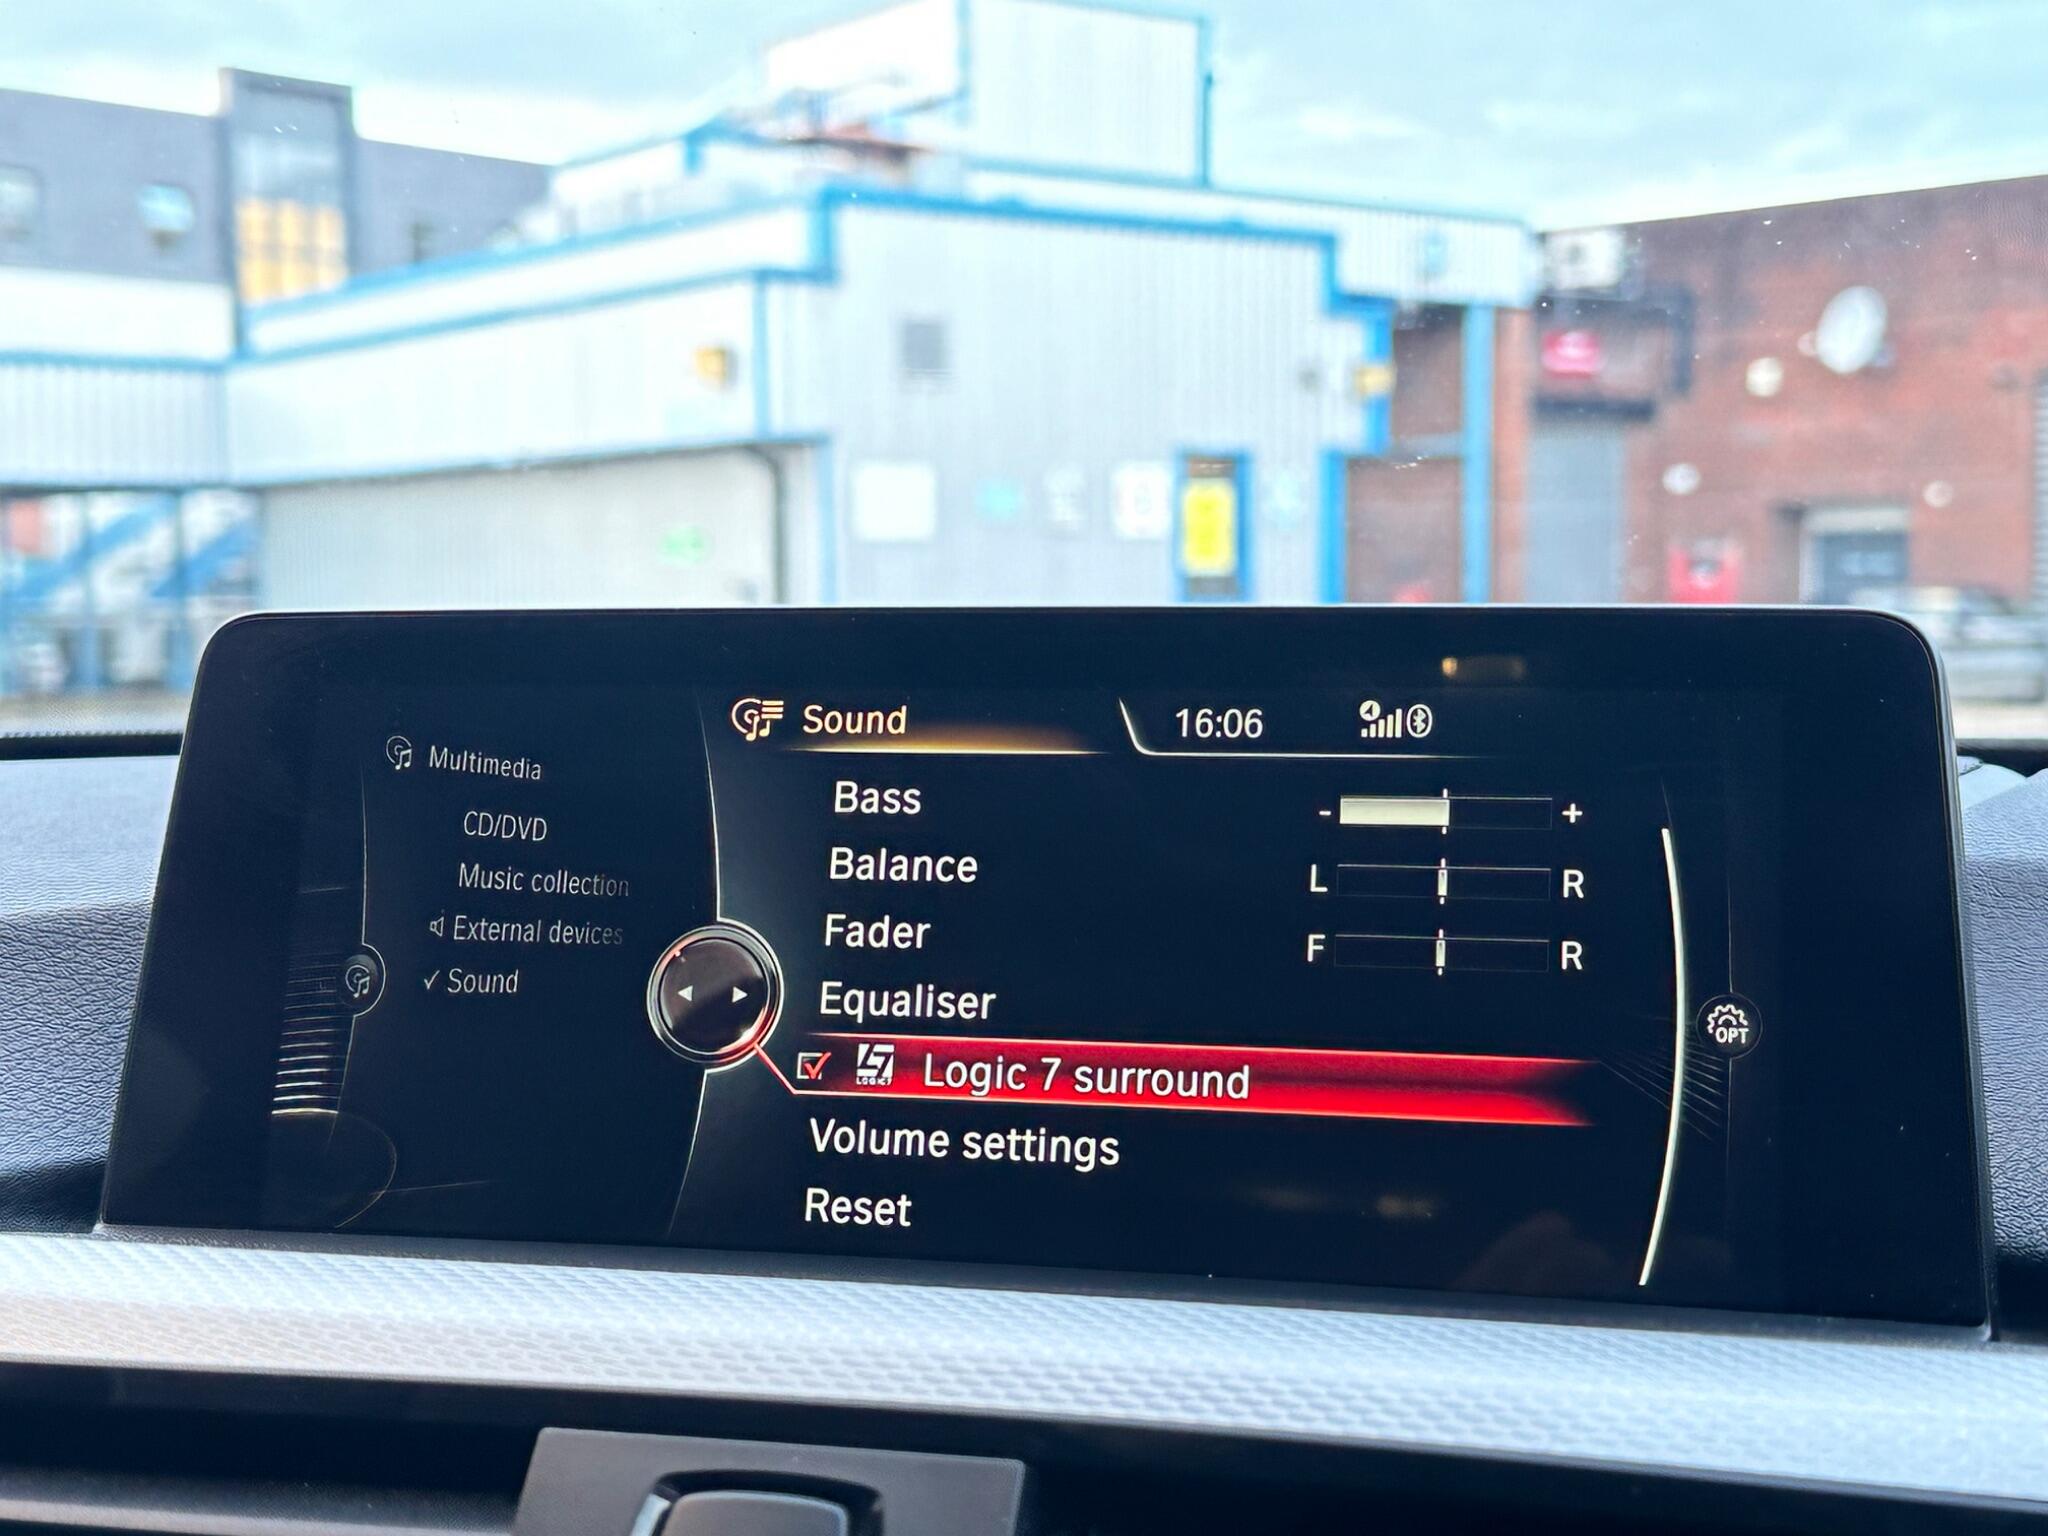 Sound 16:06
Multimedia
CD/DVD
Music collection
External devices
✓ Sound
Bass - +
Balance L R
Fader F R
Equaliser
LOGIC7 Logic 7 surround
Volume settings
Reset
OPT